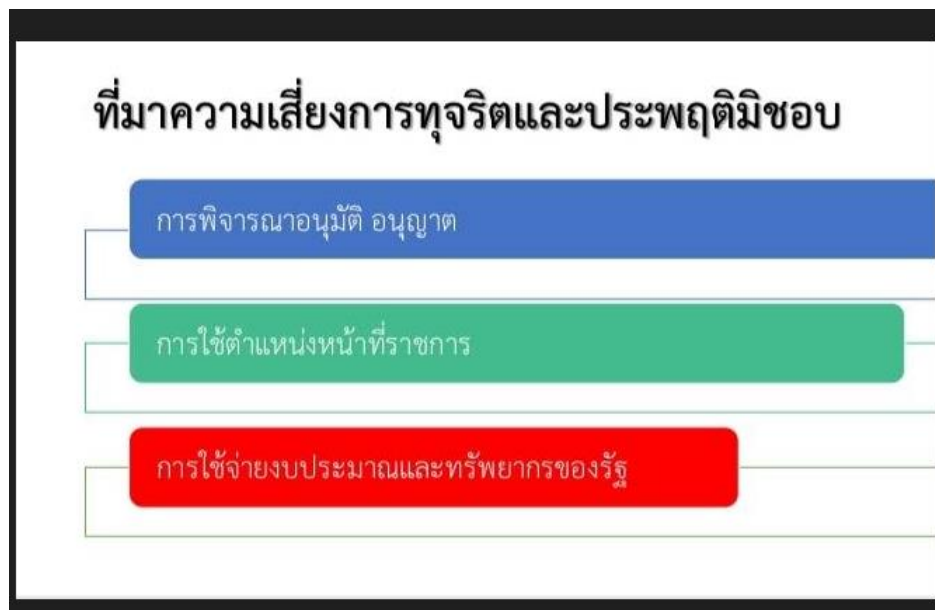 ที่มาความเสี่ยงการทุจริตและประพฤติมิชอบ
การพิจารณาอนุมัติ อนุญาต
การใช้ตำแหน่งหน้าที่ราชการ
การใช้จ่ายงบประมาณและทรัพยากรของรัฐ